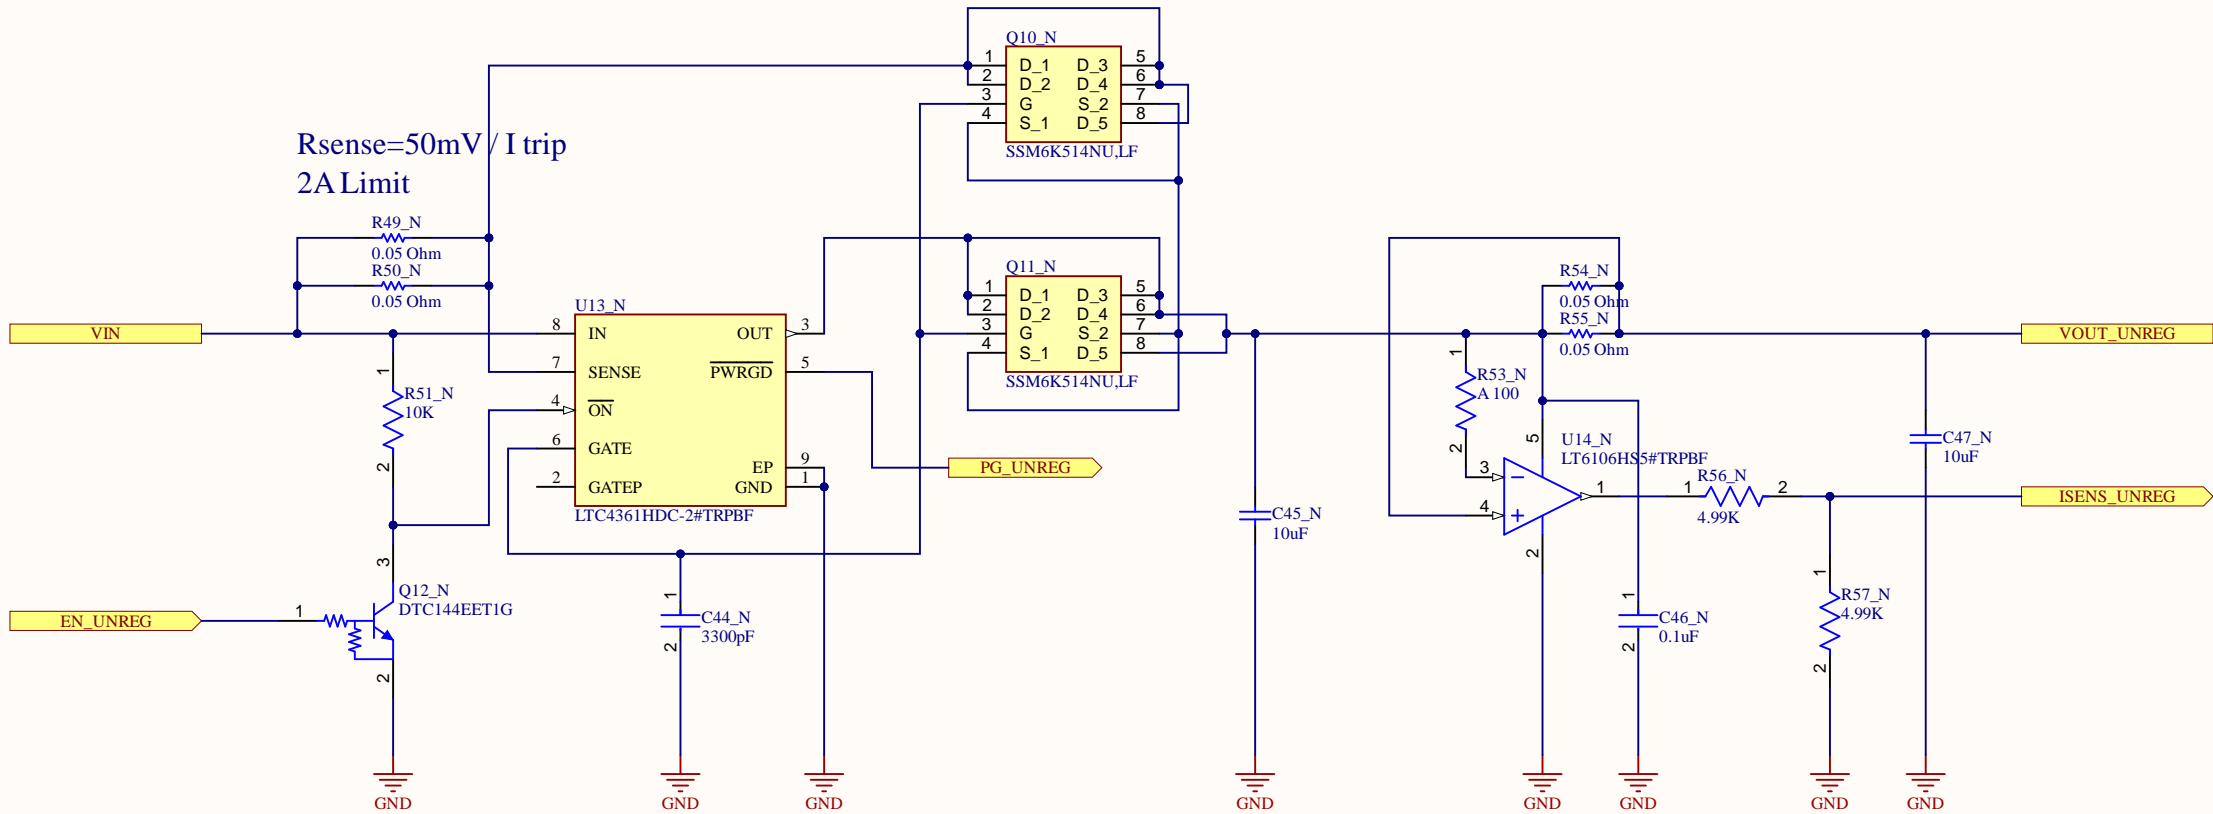 Q10_N
1 D_1 D_3 5
2 D_2 D_4 6
3 G S_2 7
4 S_1 D_5 8
SSM6K514NU,LF
Rsense=50mV / I trip
2A Limit
R49_N
0.05 Ohm
R50_N
0.05 Ohm
Q11_N
1 D_1 D_3 5
2 D_2 D_4 6
3 G S_2 7
4 S_1 D_5 8
SSM6K514NU,LF
R54_N
0.05 Ohm
R55_N
0.05 Ohm
VIN
U13_N
8 IN OUT 3
7 SENSE PWRGD 5
4 ON
6 GATE
EP 9
GND 1
2 GATEP
LTC4361HDC-2#TRPBF
VOUT_UNREG
1
R51_N
10K
2
1
R53_N
A 100
2
PG_UNREG
5
U14_N
LT6106HS5#TRPBF
3
4
1
2
1 R56_N 2
4.99K
C47_N
10uF
ISENS_UNREG
C45_N
10uF
EN_UNREG
1
3
Q12_N
DTC144EET1G
2
1
C44_N
3300pF
2
1
C46_N
0.1uF
2
1
R57_N
4.99K
2
GND
GND
GND
GND
GND
GND
GND
GND